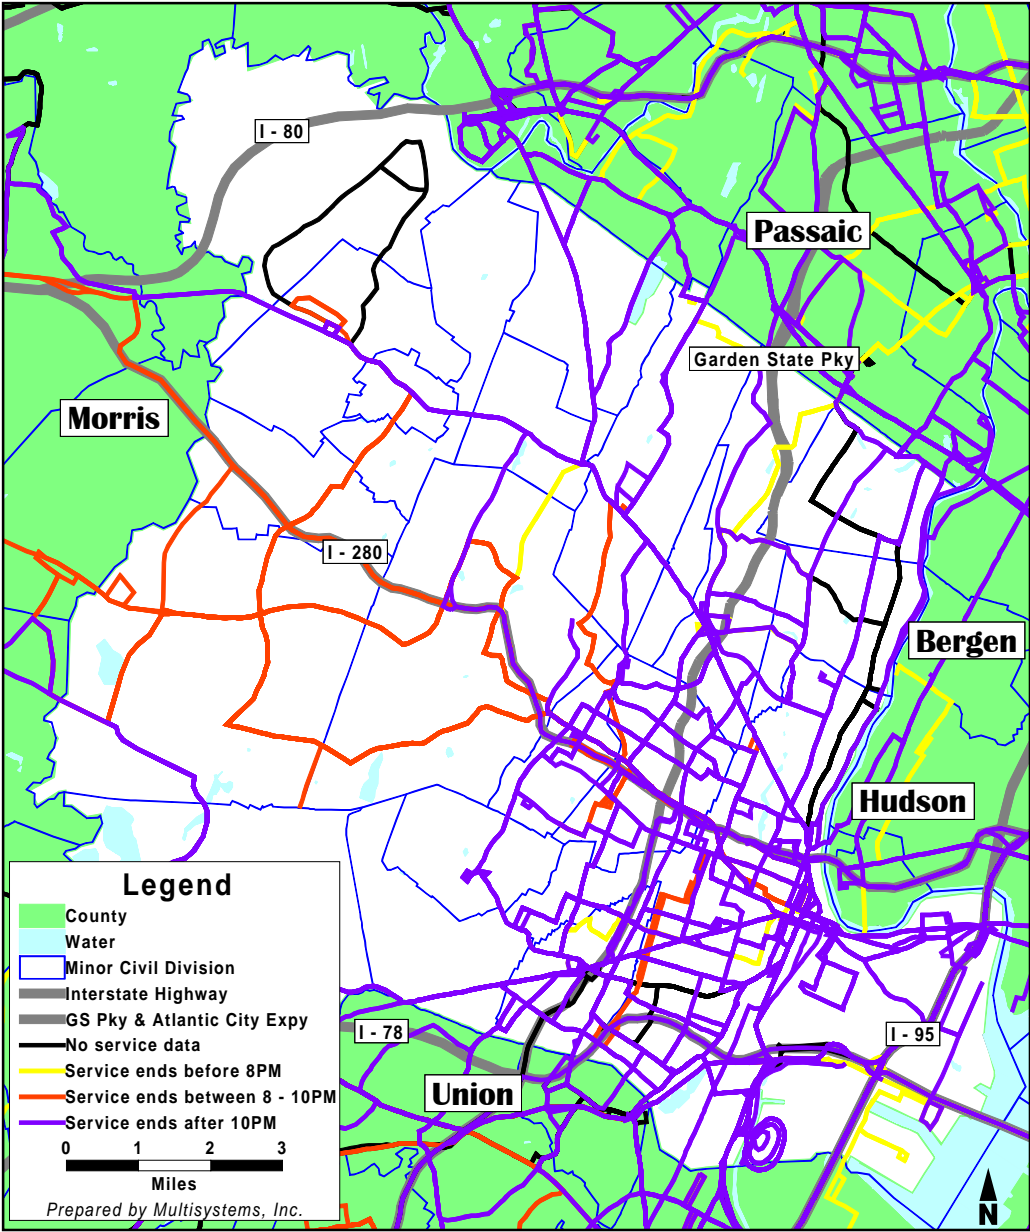 I - 80
Passaic
Garden State Pky
Morris
I - 280
Bergen
Hudson
Legend
County
Water
Minor Civil Division
Interstate Highway
GS Pky & Atlantic City Expy
No service data
Service ends before 8PM
Service ends between 8 - 10PM
Service ends after 10PM
0 1 2 3
Miles
Prepared by Multisystems, Inc.
I - 78
I - 95
Union
N